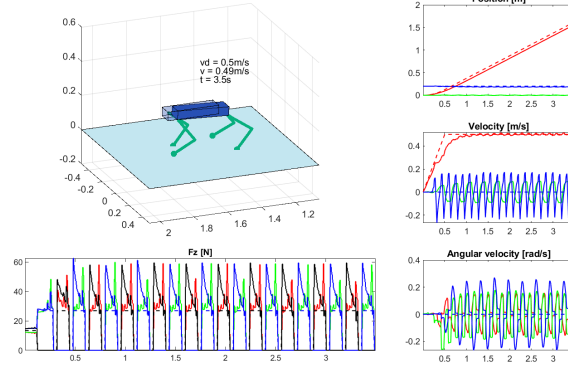 0.6
0.4
0.2
0
-0.2
-0.4
-0.2
0
0.2
0.4
2
1.8
1.6
1.4
1.2
vd = 0.5m/s
v = 0.49m/s
t = 3.5s
Position [m]
2
1.5
1
0.5
0
0.5 1 1.5 2 2.5 3
Velocity [m/s]
0.4
0.2
0
-0.2
0.5 1 1.5 2 2.5 3
Fz [N]
60
40
20
0
0.5 1 1.5 2 2.5 3
Angular velocity [rad/s]
0.4
0.2
0
-0.2
0.5 1 1.5 2 2.5 3